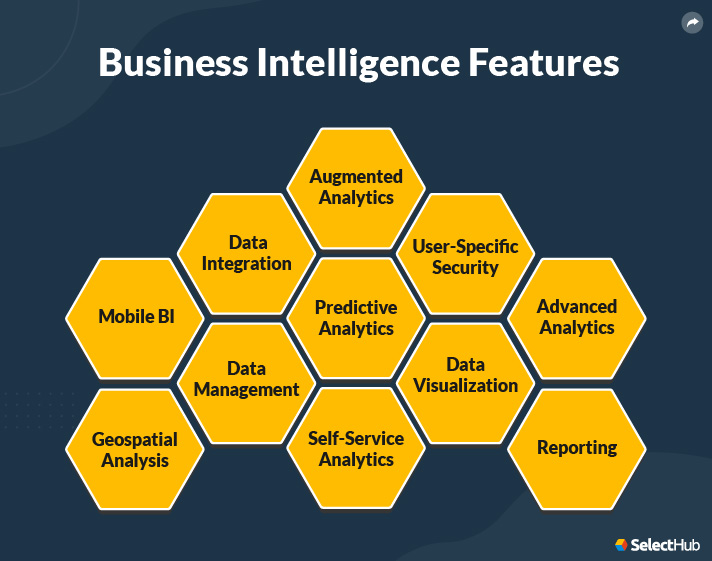 Business Intelligence Features
Augmented
Analytics
Data
Integration
User-Specific
Security
Mobile BI
Predictive
Analytics
Advanced
Analytics
Data
Management
Data
Visualization
Geospatial
Analysis
Self-Service
Analytics
Reporting
SelectHub